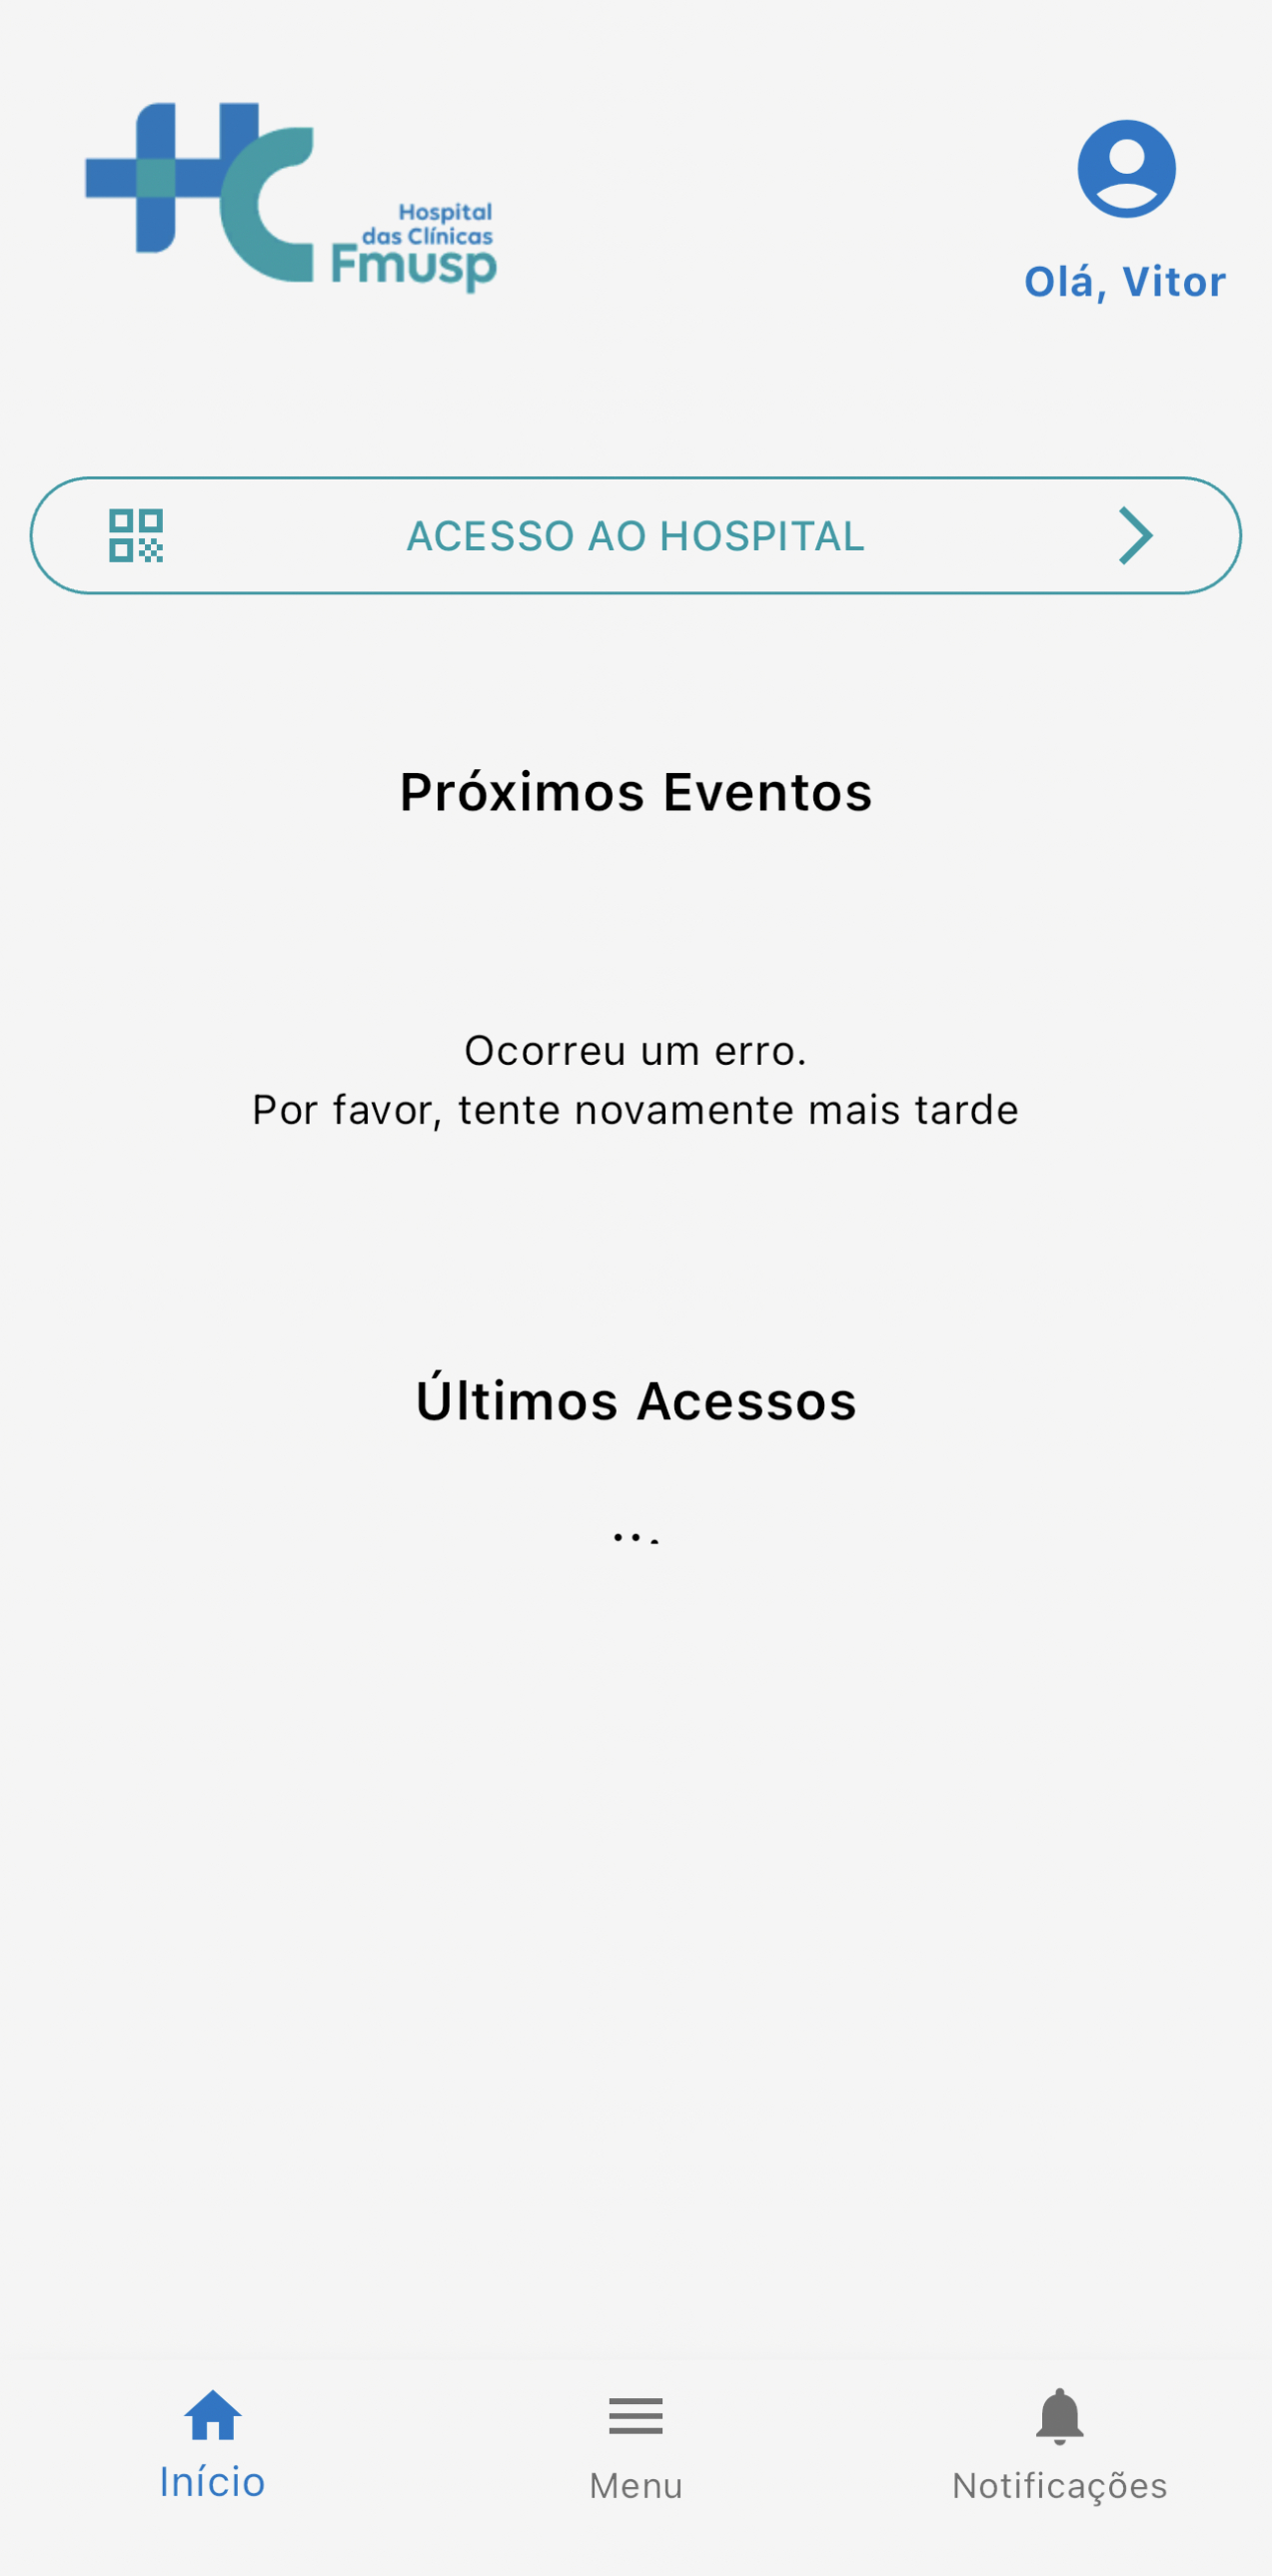 Hospital
das Clínicas
Fmusp
Olá, Vitor
ACESSO AO HOSPITAL
Próximos Eventos
Ocorreu um erro.
Por favor, tente novamente mais tarde
Últimos Acessos
...
Início
Menu
Notificações